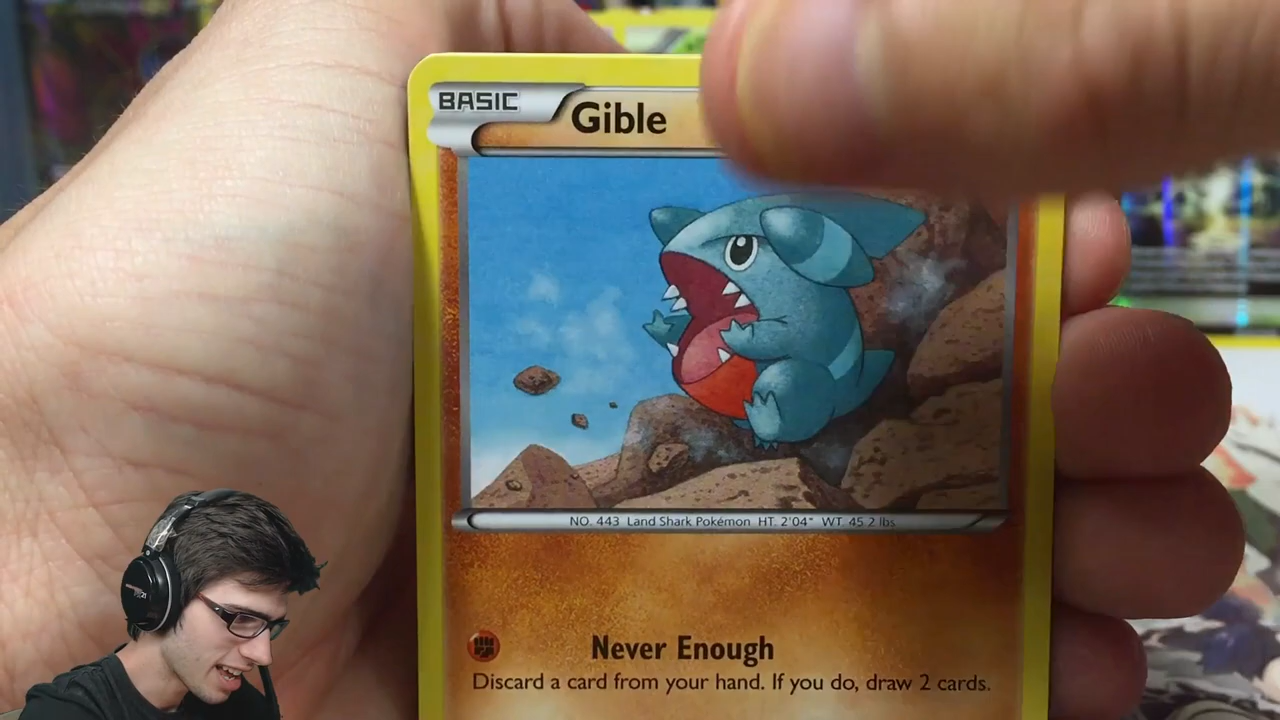 BASIC
Gible
NO. 443 Land Shark Pokémon HT. 2'04" WT. 45.2 lbs
Never Enough
Discard a card from your hand. If you do, draw 2 cards.